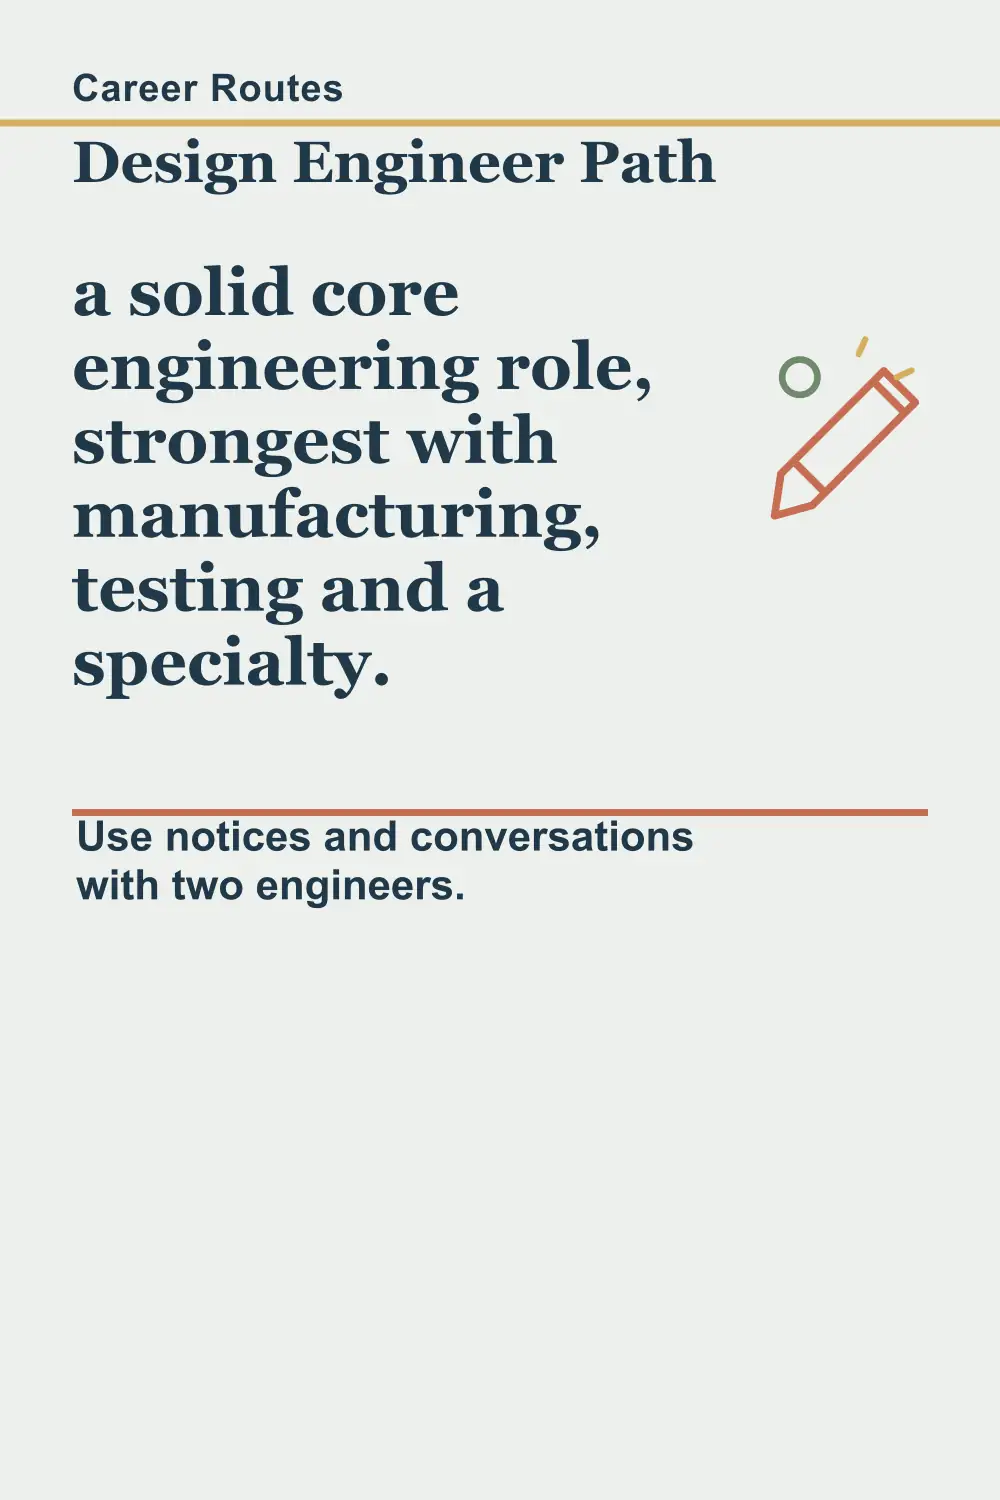 Career Routes
Design Engineer Path
a solid core
engineering role,
strongest with
manufacturing,
testing and a
specialty.
Use notices and conversations
with two engineers.